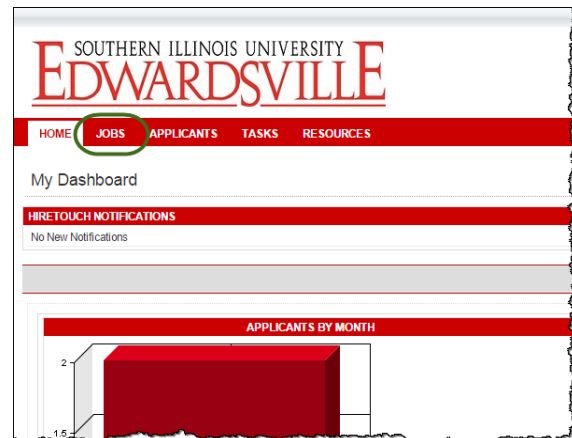 SOUTHERN ILLINOIS UNIVERSITY
EDWARDSVILLE
HOME JOBS APPLICANTS TASKS RESOURCES
My Dashboard
HIRETOUCH NOTIFICATIONS
No New Notifications
APPLICANTS BY MONTH
2
1.5